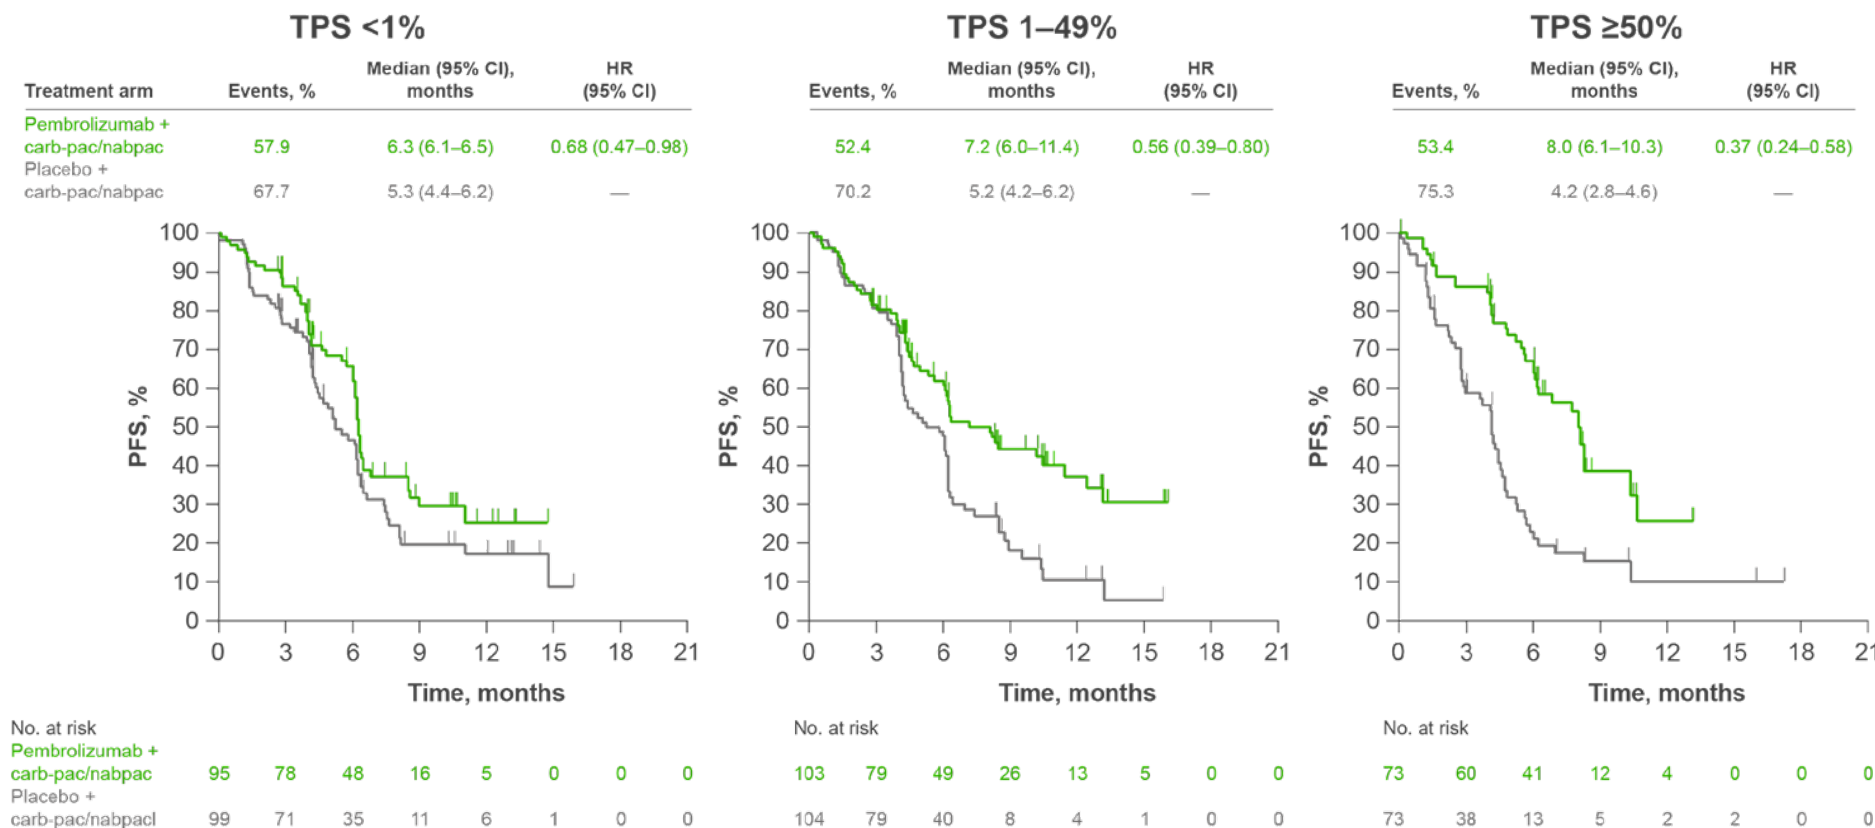 TPS <1% TPS 1–49% TPS ≥50%
Median (95% CI), HR Median (95% CI), HR Median (95% CI), HR
Treatment arm Events, % months (95% CI) Events, % months (95% CI) Events, % months (95% CI)
Pembrolizumab +
carb-pac/nabpac 57.9 6.3 (6.1–6.5) 0.68 (0.47–0.98) 52.4 7.2 (6.0–11.4) 0.56 (0.39–0.80) 53.4 8.0 (6.1–10.3) 0.37 (0.24–0.58)
Placebo +
carb-pac/nabpac 67.7 5.3 (4.4–6.2) — 70.2 5.2 (4.2–6.2) — 75.3 4.2 (2.8–4.6) —
100 100 100
90 90 90
80 80 80
70 70 70
60 60 60
PFS, % PFS, % PFS, %
50 50 50
40 40 40
30 30 30
20 20 20
10 10 10
0 0 0
0 3 6 9 12 15 18 21 0 3 6 9 12 15 18 21 0 3 6 9 12 15 18 21
Time, months Time, months Time, months
No. at risk No. at risk No. at risk
Pembrolizumab +
carb-pac/nabpac 95 78 48 16 5 0 0 0 103 79 49 26 13 5 0 0 73 60 41 12 4 0 0 0
Placebo +
carb-pac/nabpacl 99 71 35 11 6 1 0 0 104 79 40 8 4 1 0 0 73 38 13 5 2 2 0 0